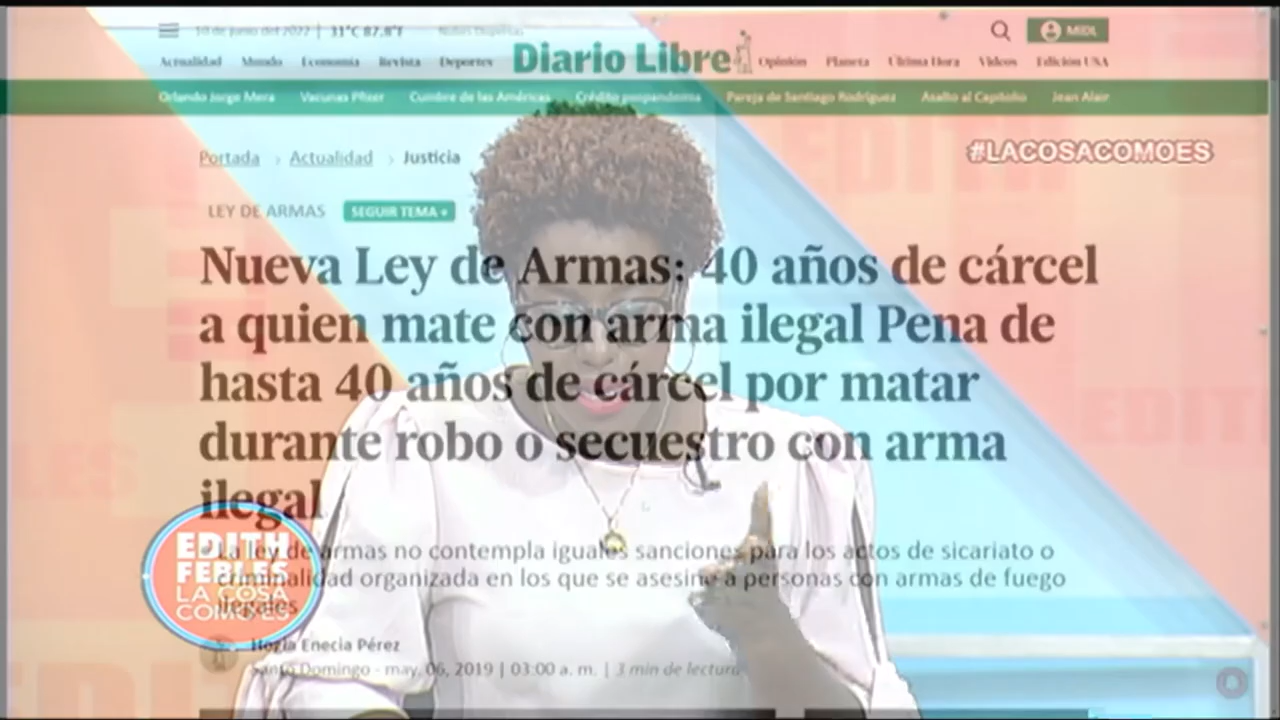 10 de junio del 2022 | 31°C 87.8°F
Diario Libre
MIDL
Actualidad Mundo Economía Revista Deportes Opinión Planeta Última Hora Videos Edición USA
Orlando Jorge Mera Vacunas Pfizer Cumbre de las Américas Crédito pospandemia Pareja de Santiago Rodríguez Asalto al Capitolio Jean Alain
#LACOSACOMOES
Portada > Actualidad > Justicia
LEY DE ARMAS SEGUIR TEMA +
Nueva Ley de Armas: 40 años de cárcel
a quien mate con arma ilegal Pena de
hasta 40 años de cárcel por matar
durante robo o secuestro con arma
ilegal
La ley de armas no contempla iguales sanciones para los actos de sicariato o
criminalidad organizada en los que se asesine a personas con armas de fuego
ilegales
Enecia Pérez
Santo Domingo - may. 06, 2019 | 03:00 a. m. | 3 min de lectura
EDITH
FEBLES
LA COSA
COMO ES
EDITH
EDITH